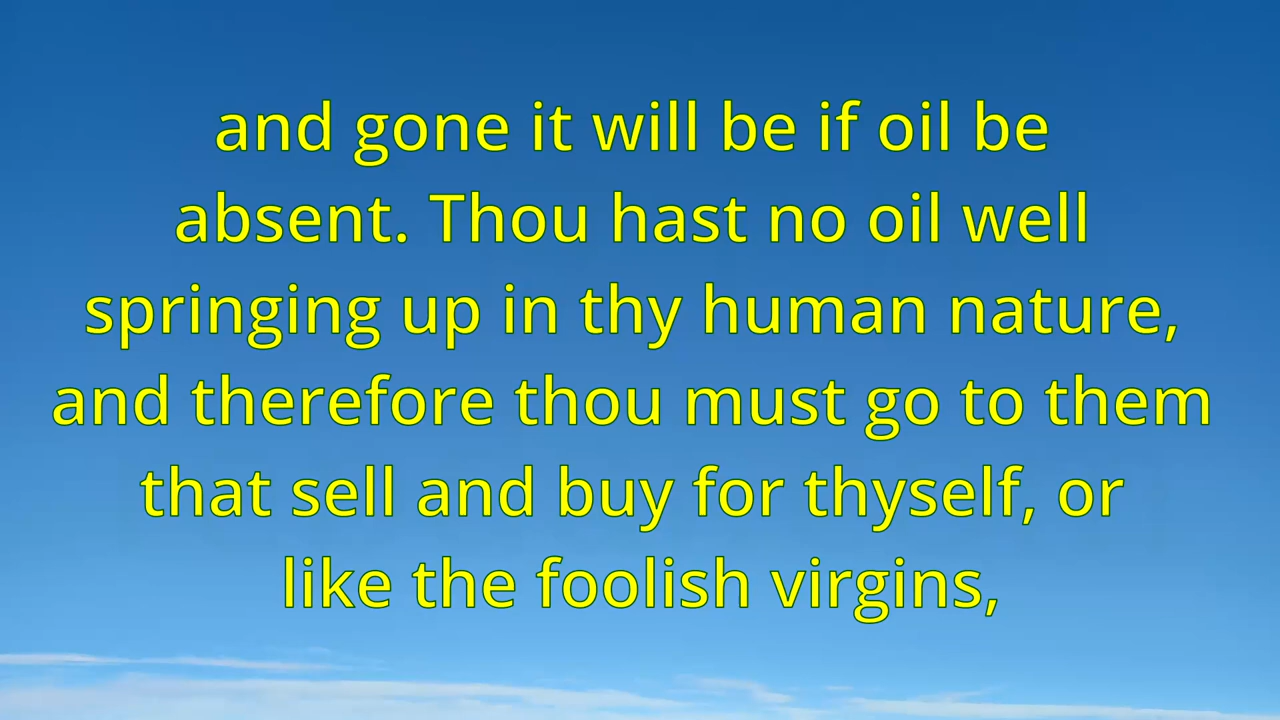 and gone it will be if oil be
absent. Thou hast no oil well
springing up in thy human nature,
and therefore thou must go to them
that sell and buy for thyself, or
like the foolish virgins,